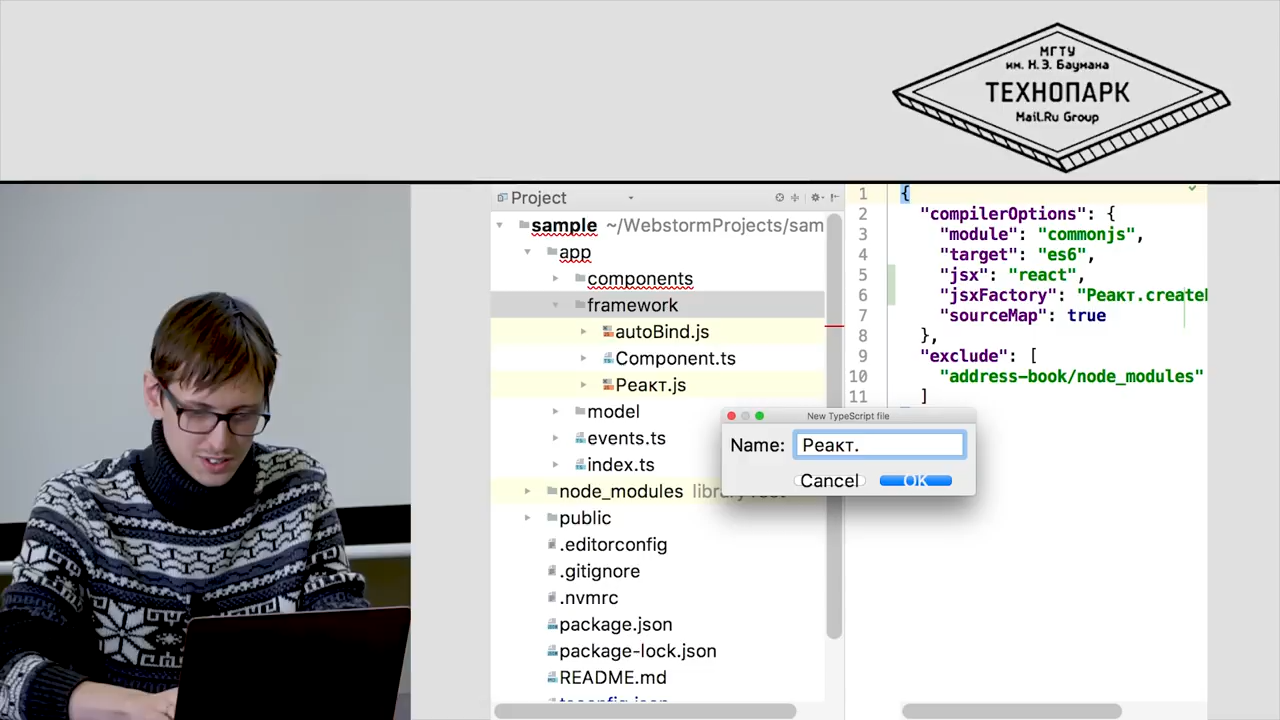 МГТУ
им. Н.Э. Баумана
ТЕХНОПАРК
Mail.Ru Group
Project
sample ~/WebstormProjects/sam
app
components
framework
autoBind.js
Component.ts
Реакт.js
model
events.ts
index.ts
node_modules
public
.editorconfig
.gitignore
.nvmrc
package.json
package-lock.json
README.md
1 {
2 "compilerOptions": {
3 "module": "commonjs",
4 "target": "es6",
5 "jsx": "react",
6 "jsxFactory": "Реакт.create
7 "sourceMap": true
8 },
9 "exclude": [
10 "address-book/node_modules"
11 ]
New TypeScript file
Name: Реакт.
Cancel OK